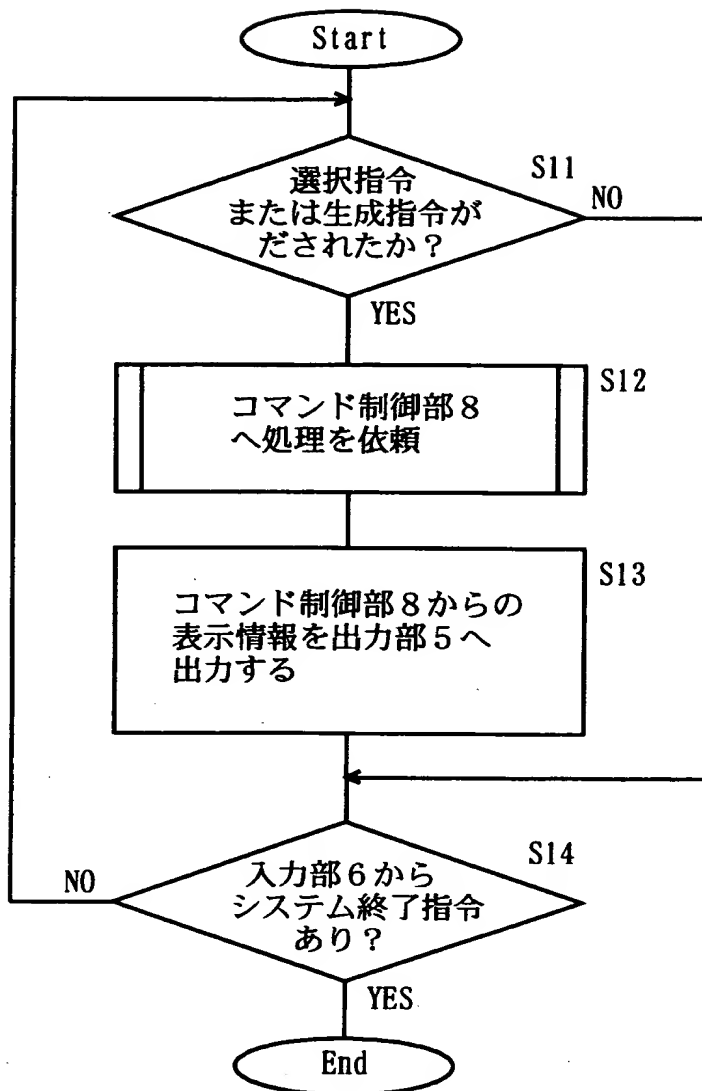 Start
選択指令
または生成指令が
だされたか？
S11
NO
YES
コマンド制御部８
へ処理を依頼
S12
コマンド制御部８からの
表示情報を出力部５へ
出力する
S13
入力部６から
システム終了指令
あり？
S14
NO
YES
End